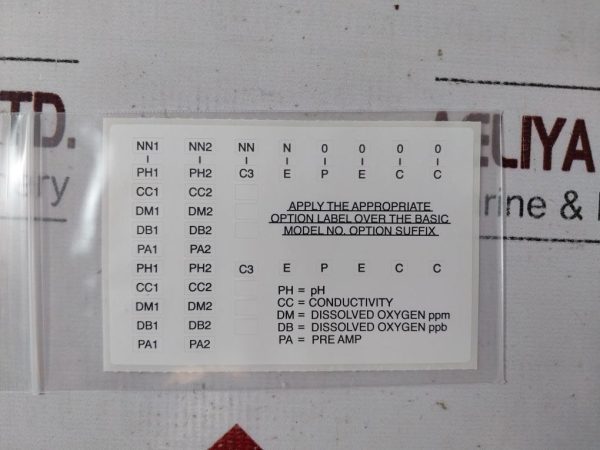 TD.
ery
AELIYA
rine &
NN1 NN2 NN N 0 0 0 0
PH1 PH2 C3 E P E C C
CC1 CC2
DM1 DM2
DB1 DB2
PA1 PA2
PH1 PH2 C3 E P E C C
CC1 CC2
DM1 DM2
DB1 DB2
PA1 PA2
APPLY THE APPROPRIATE
OPTION LABEL OVER THE BASIC
MODEL NO. OPTION SUFFIX
PH = pH
CC = CONDUCTIVITY
DM = DISSOLVED OXYGEN ppm
DB = DISSOLVED OXYGEN ppb
PA = PRE AMP